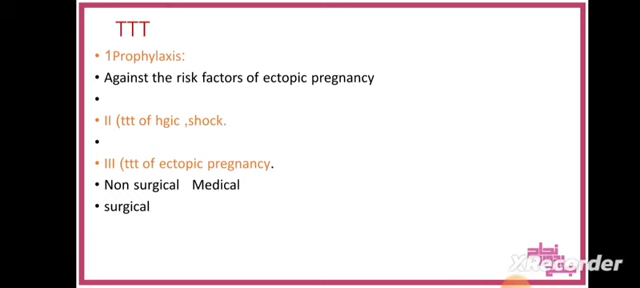 TTT
• 1Prophylaxis:
• Against the risk factors of ectopic pregnancy
•
• II (ttt of hgic ,shock.
•
• III (ttt of ectopic pregnancy.
• Non surgical Medical
• surgical
XRecorder